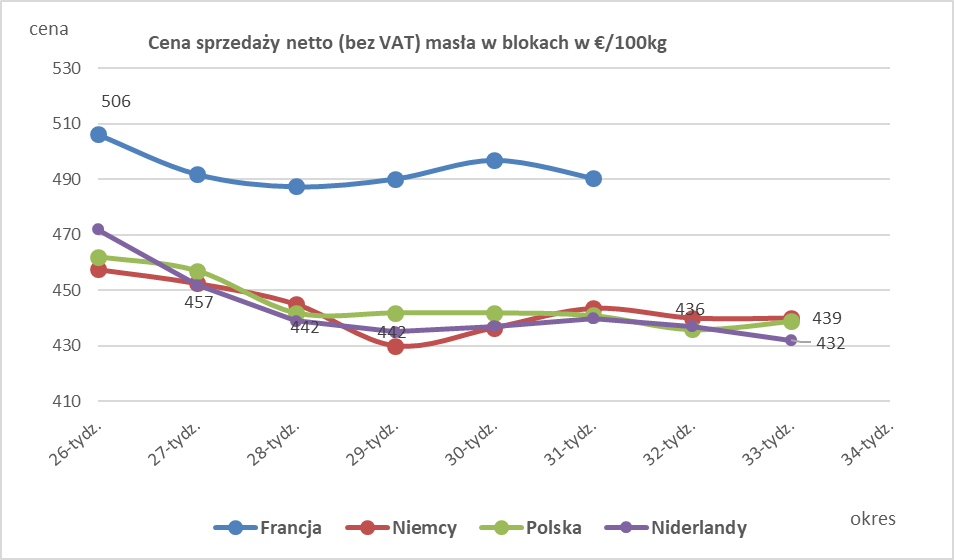 cena
Cena sprzedaży netto (bez VAT) masła w blokach w €/100kg
530
506
510
490
470
450
457
442
442
436
439
432
430
410
26-tydz.
27-tydz.
28-tydz.
29-tydz.
30-tydz.
31-tydz.
32-tydz.
33-tydz.
34-tydz.
okres
Francja Niemcy Polska Niderlandy